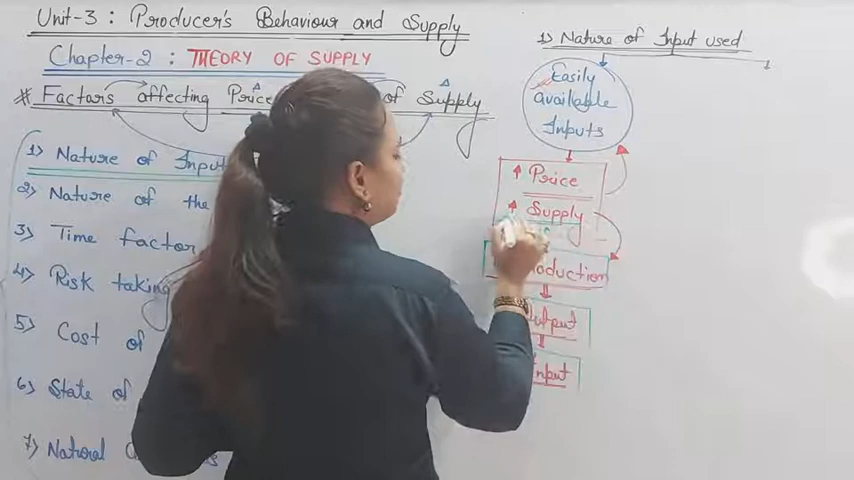 Unit-3 : Producer's Behaviour and Supply
Chapter-2 : THEORY OF SUPPLY
# Factors affecting Price of Supply
1) Nature of Input
2) Nature of the
3) Time factor
4) Risk taking
5) Cost of
6) State of
7) Natural
1) Nature of Input used
Easily
available
Inputs
↑ Price
↑ Supply
Output
Input